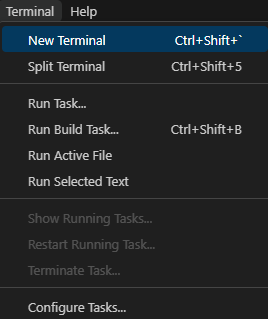 Terminal Help
New Terminal Ctrl+Shift+`
Split Terminal Ctrl+Shift+5
Run Task...
Run Build Task... Ctrl+Shift+B
Run Active File
Run Selected Text
Show Running Tasks...
Restart Running Task...
Terminate Task...
Configure Tasks...